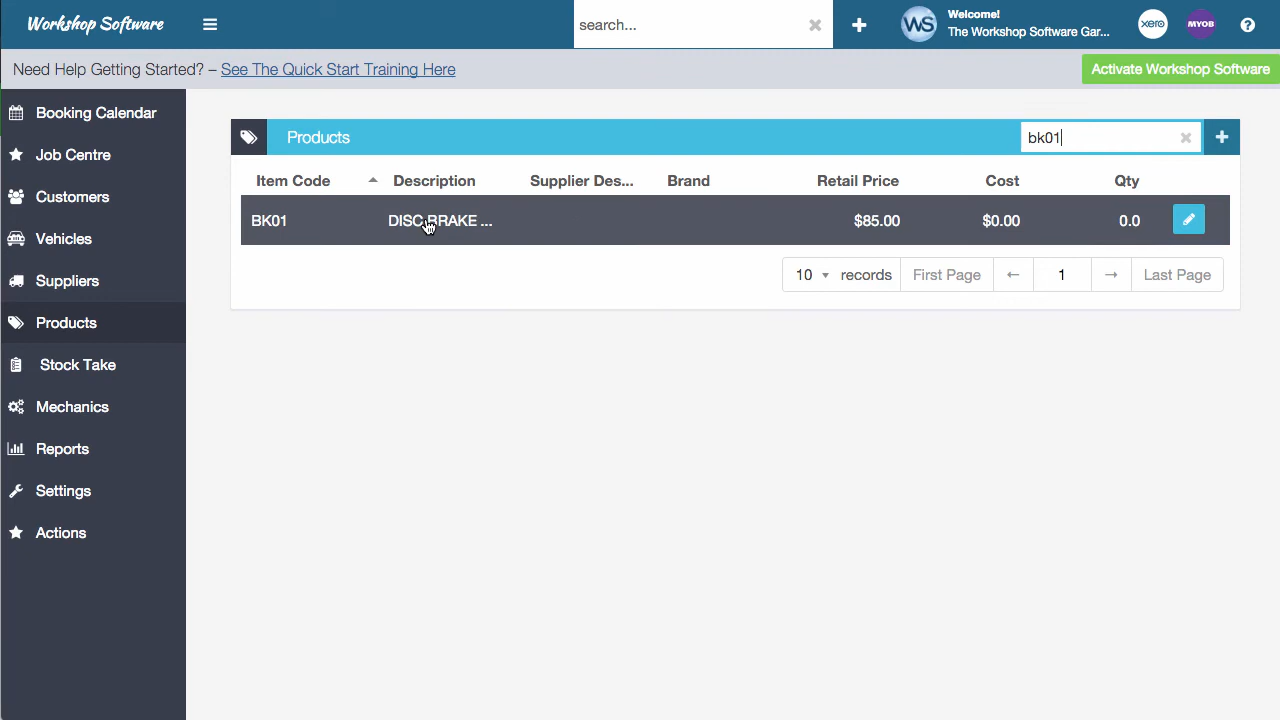 Workshop Software
search...
WS
Welcome!
The Workshop Software Gar...
xero
MYOB
Need Help Getting Started? – See The Quick Start Training Here
Activate Workshop Software
Booking Calendar
Job Centre
Customers
Vehicles
Suppliers
Products
Stock Take
Mechanics
Reports
Settings
Actions
Products
bk01
Item Code Description Supplier Des... Brand Retail Price Cost Qty
BK01 DISC BRAKE ... $85.00 $0.00 0.0
10 records First Page ← 1 → Last Page